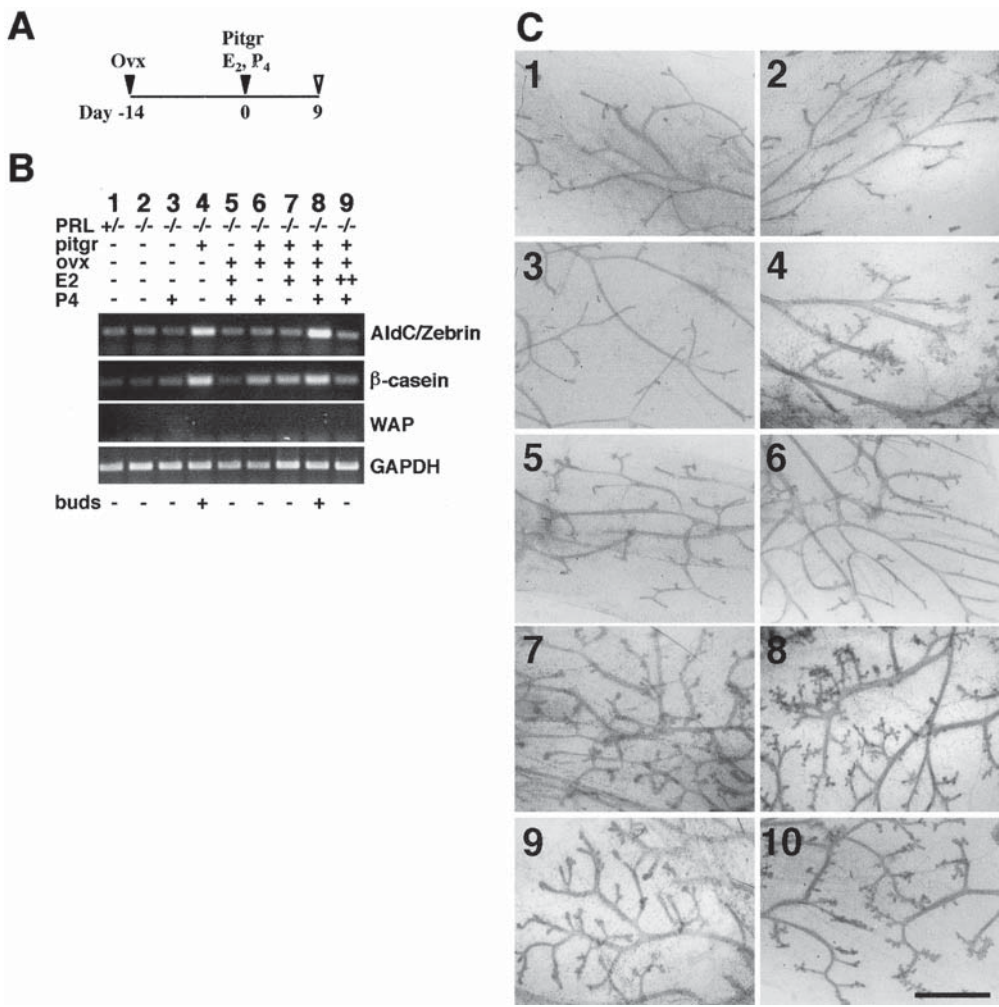 A
Pitgr
Ovx E₂, P₄
Day -14 0 9
B
1 2 3 4 5 6 7 8 9
PRL +/- -/- -/- -/- -/- -/- -/- -/- -/-
pitgr - - - + - + + + +
ovx - - - - + + + + +
E2 - - - - + - + + ++
P4 - - + - + + - + +
AldC/Zebrin
β-casein
WAP
GAPDH
buds - - - + - - - + -
C
1 2
3 4
5 6
7 8
9 10